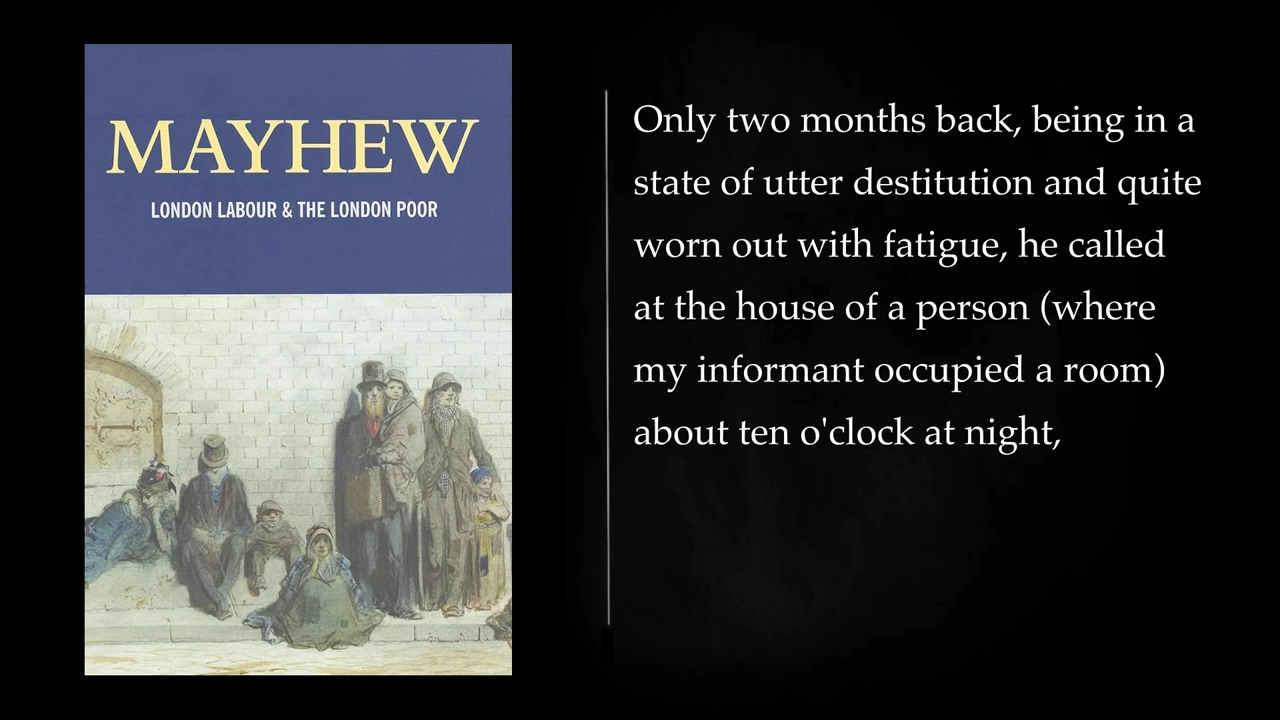 MAYHEW
LONDON LABOUR & THE LONDON POOR
Only two months back, being in a
state of utter destitution and quite
worn out with fatigue, he called
at the house of a person (where
my informant occupied a room)
about ten o'clock at night,